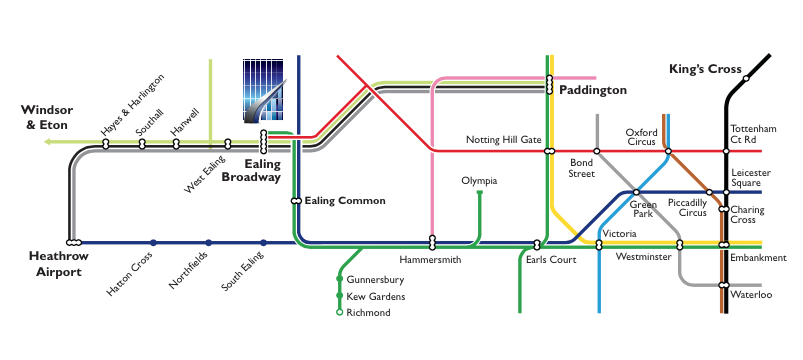 King's Cross
Windsor
& Eton
Hayes & Harlington
Southall
Hanwell
West Ealing
Ealing
Broadway
Paddington
Notting Hill Gate
Bond
Street
Oxford
Circus
Tottenham
Ct Rd
Leicester
Square
Olympia
Ealing Common
Green
Park
Piccadilly
Circus
Charing
Cross
Heathrow
Airport
Hatton Cross
Northfields
South Ealing
Hammersmith
Earls Court
Victoria
Westminster
Embankment
Gunnersbury
Kew Gardens
Richmond
Waterloo